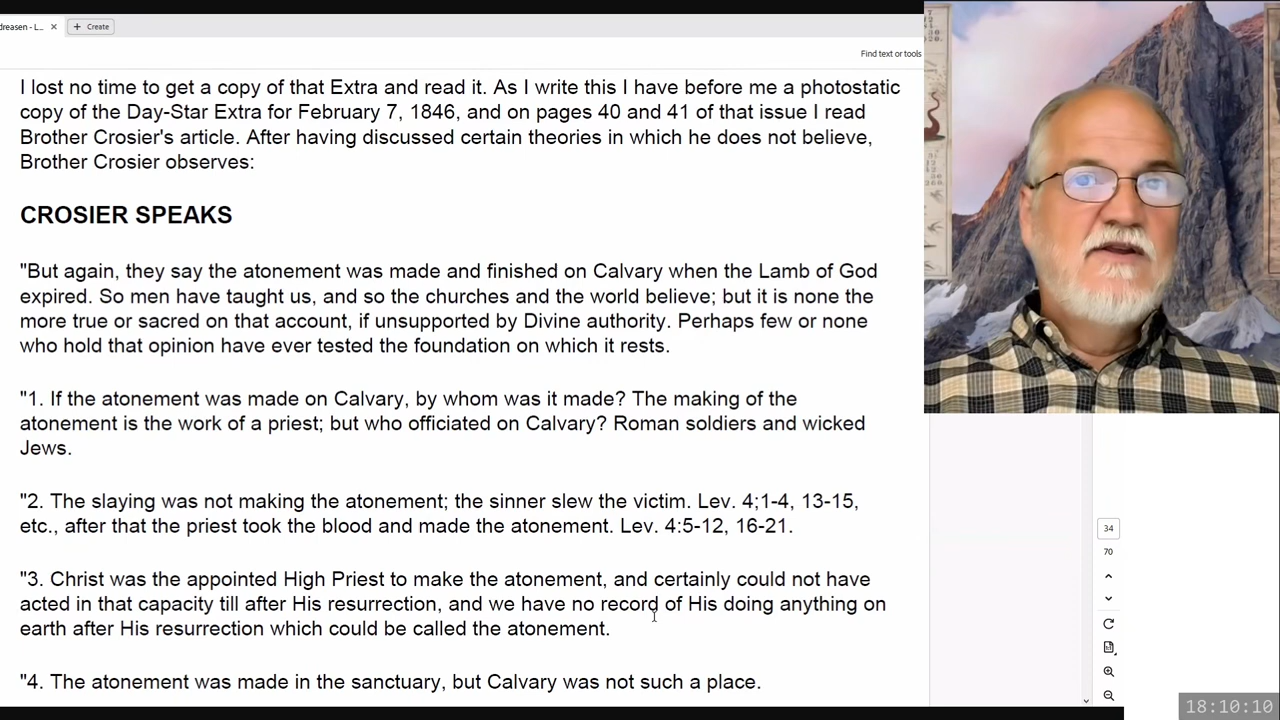 dreasen - L...
Create
Find text or tools
I lost no time to get a copy of that Extra and read it. As I write this I have before me a photostatic
copy of the Day-Star Extra for February 7, 1846, and on pages 40 and 41 of that issue I read
Brother Crosier's article. After having discussed certain theories in which he does not believe,
Brother Crosier observes:
CROSIER SPEAKS
"But again, they say the atonement was made and finished on Calvary when the Lamb of God
expired. So men have taught us, and so the churches and the world believe; but it is none the
more true or sacred on that account, if unsupported by Divine authority. Perhaps few or none
who hold that opinion have ever tested the foundation on which it rests.
"1. If the atonement was made on Calvary, by whom was it made? The making of the
atonement is the work of a priest; but who officiated on Calvary? Roman soldiers and wicked
Jews.
"2. The slaying was not making the atonement; the sinner slew the victim. Lev. 4;1-4, 13-15,
etc., after that the priest took the blood and made the atonement. Lev. 4:5-12, 16-21.
"3. Christ was the appointed High Priest to make the atonement, and certainly could not have
acted in that capacity till after His resurrection, and we have no record of His doing anything on
earth after His resurrection which could be called the atonement.
"4. The atonement was made in the sanctuary, but Calvary was not such a place.
34
70
18:10:10